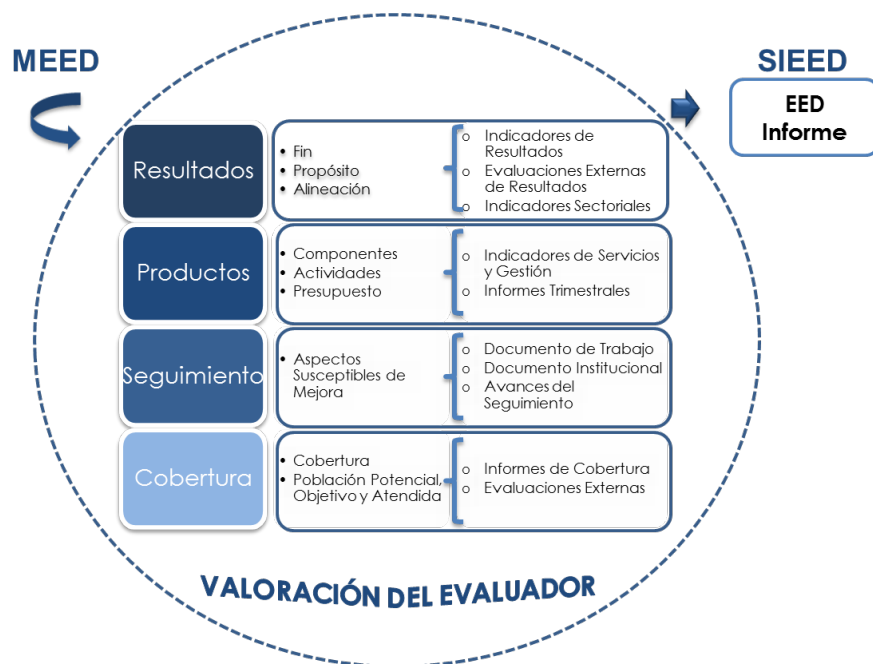 MEED
SIEED
EED
Informe
Resultados
• Fin
• Propósito
• Alineación
o Indicadores de
Resultados
o Evaluaciones Externas
de Resultados
o Indicadores Sectoriales
Productos
• Componentes
• Actividades
• Presupuesto
o Indicadores de Servicios
y Gestión
o Informes Trimestrales
Seguimiento
• Aspectos
Susceptibles de
Mejora
o Documento de Trabajo
o Documento Institucional
o Avances del
Seguimiento
Cobertura
• Cobertura
• Población Potencial,
Objetivo y Atendida
o Informes de Cobertura
o Evaluaciones Externas
VALORACIÓN DEL EVALUADOR